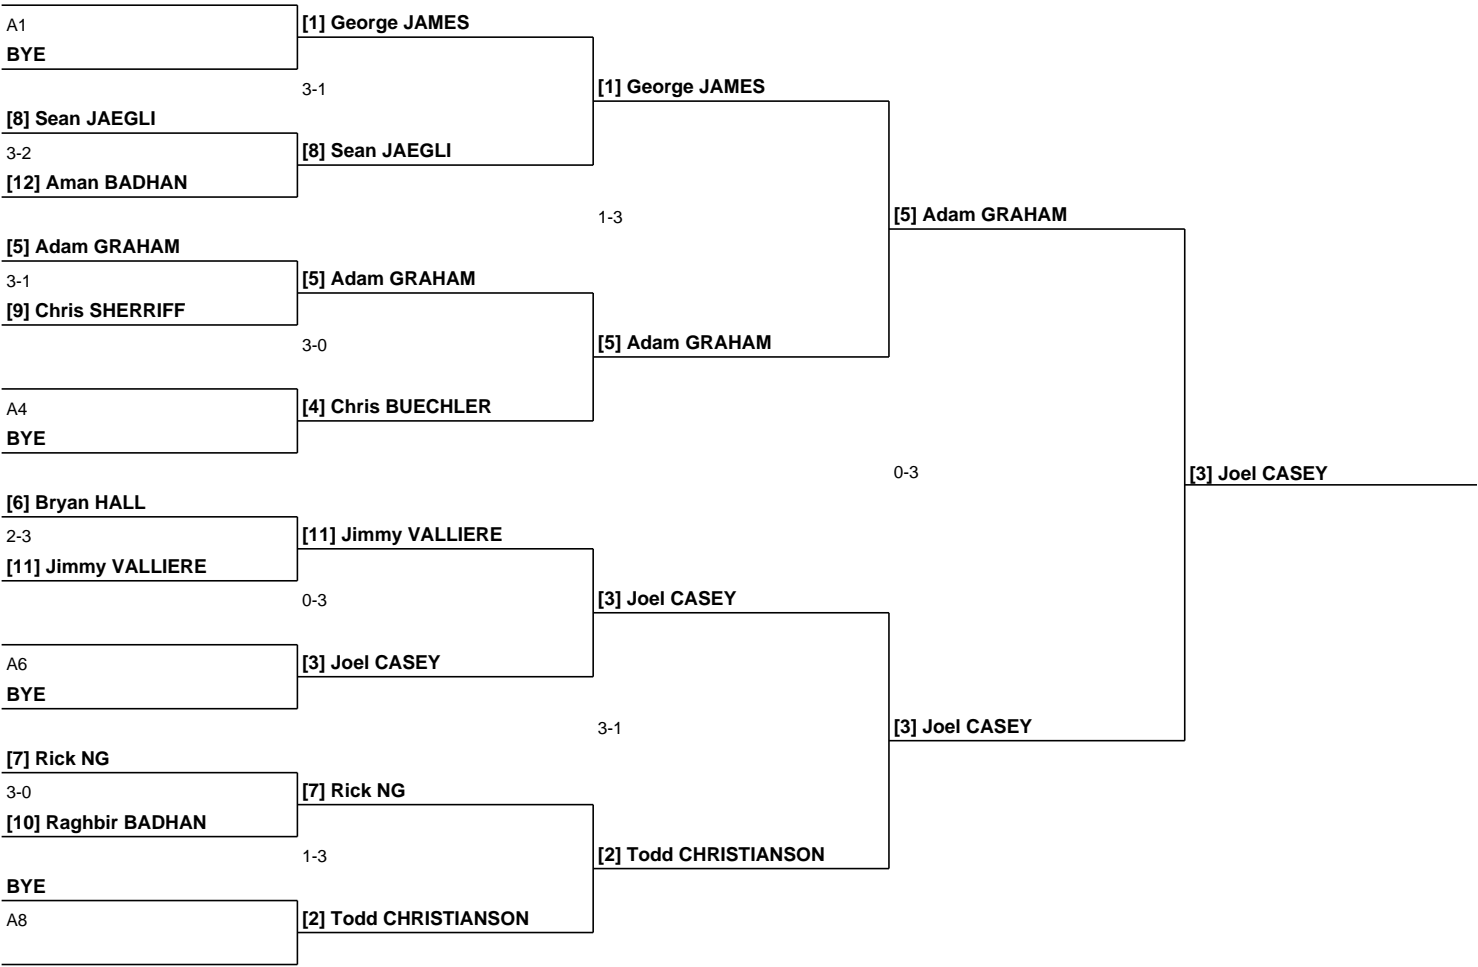 A1
BYE
[8] Sean JAEGLI
3-2
[12] Aman BADHAN
[5] Adam GRAHAM
3-1
[9] Chris SHERRIFF
A4
BYE
[6] Bryan HALL
2-3
[11] Jimmy VALLIERE
A6
BYE
[7] Rick NG
3-0
[10] Raghbir BADHAN
BYE
A8
[1] George JAMES
3-1
[8] Sean JAEGLI
[5] Adam GRAHAM
3-0
[4] Chris BUECHLER
[11] Jimmy VALLIERE
0-3
[3] Joel CASEY
[7] Rick NG
1-3
[2] Todd CHRISTIANSON
[1] George JAMES
1-3
[5] Adam GRAHAM
[3] Joel CASEY
3-1
[2] Todd CHRISTIANSON
[5] Adam GRAHAM
0-3
[3] Joel CASEY
[3] Joel CASEY